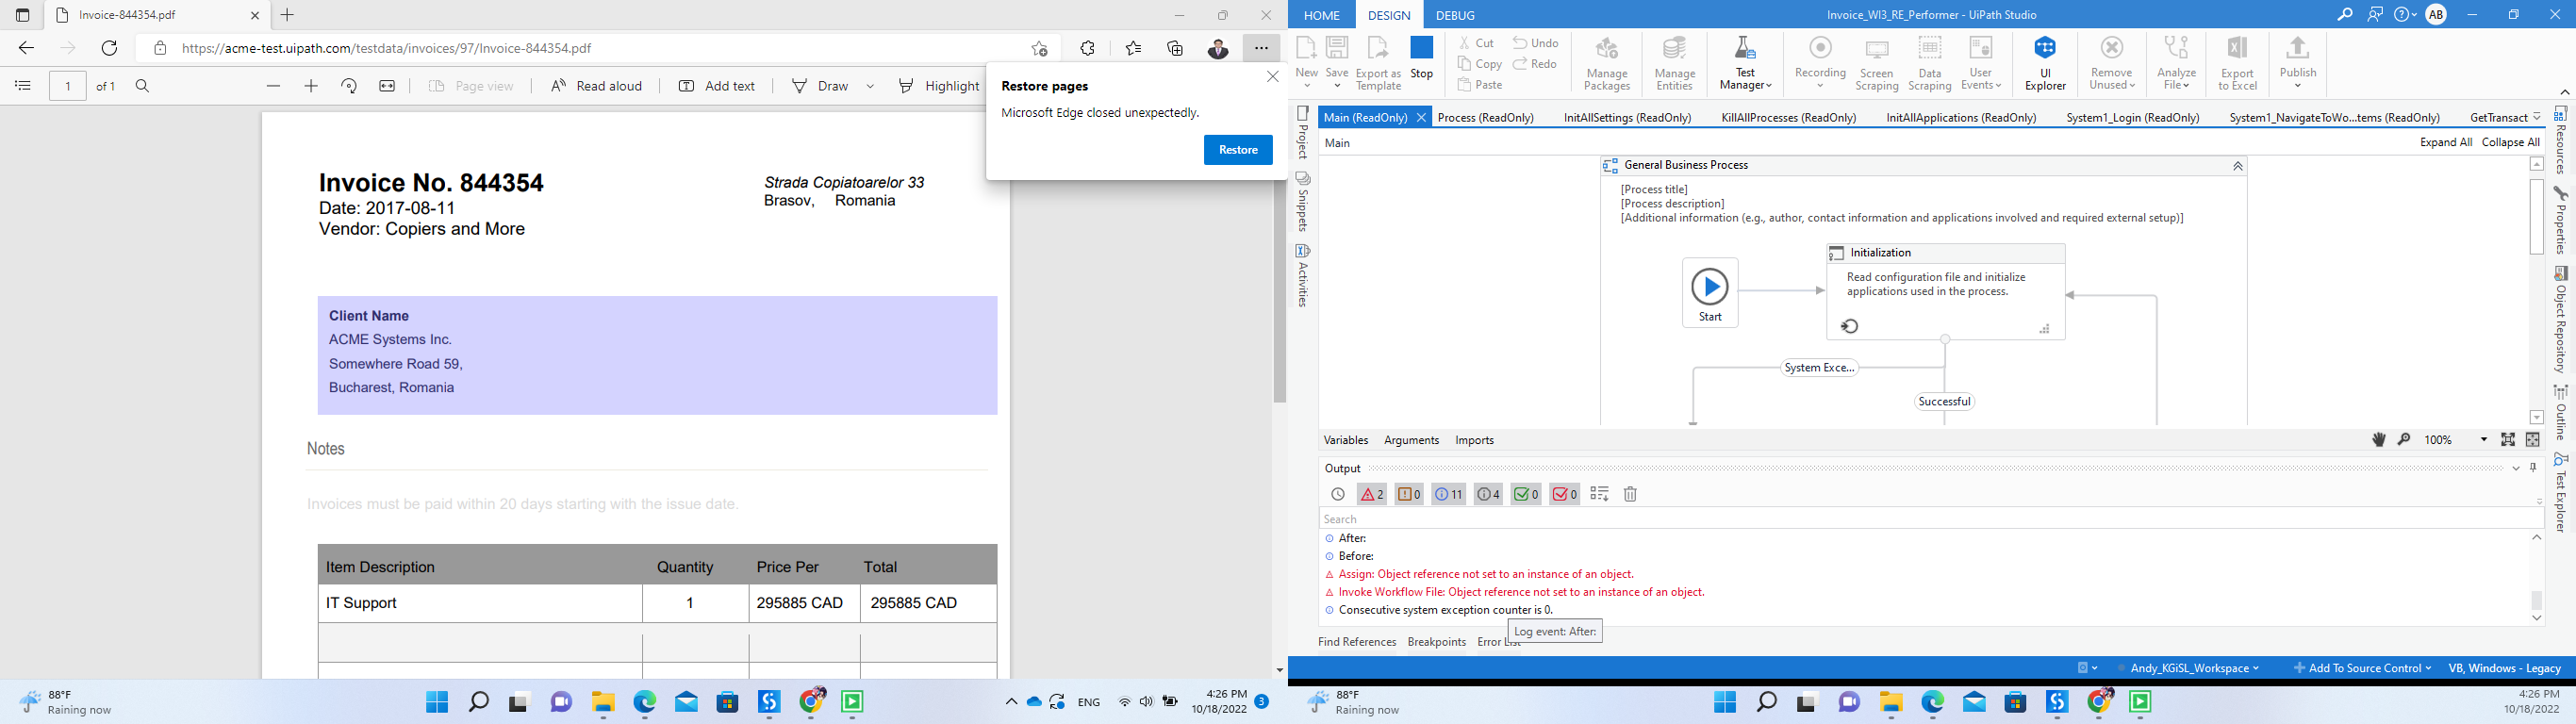 Invoice-844354.pdf
https://acme-test.uipath.com/testdata/invoices/97/Invoice-844354.pdf
1 of 1
Page view
Read aloud
Add text
Draw
Highlight
Restore pages
Microsoft Edge closed unexpectedly.
Restore
Invoice No. 844354
Date: 2017-08-11
Vendor: Copiers and More
Strada Copiatoarelor 33
Brasov, Romania
Client Name
ACME Systems Inc.
Somewhere Road 59,
Bucharest, Romania
Notes
Invoices must be paid within 20 days starting with the issue date.
Item Description Quantity Price Per Total
IT Support 1 295885 CAD 295885 CAD
88°F
Raining now
ENG
4:26 PM
10/18/2022
3
HOME DESIGN DEBUG
Invoice_WI3_RE_Performer - UiPath Studio
AB
New
Save
Export as Template
Stop
Cut
Copy
Paste
Undo
Redo
Manage Packages
Manage Entities
Test Manager
Recording
Screen Scraping
Data Scraping
User Events
UI Explorer
Remove Unused
Analyze File
Export to Excel
Publish
Main (ReadOnly)
Process (ReadOnly)
InitAllSettings (ReadOnly)
KillAllProcesses (ReadOnly)
InitAllApplications (ReadOnly)
System1_Login (ReadOnly)
System1_NavigateToWo...tems (ReadOnly)
GetTransact
Project
Snippets
Activities
Main
Expand All Collapse All
General Business Process
[Process title]
[Process description]
[Additional information (e.g., author, contact information and applications involved and required external setup)]
Start
Initialization
Read configuration file and initialize
applications used in the process.
System Exce...
Successful
Variables Arguments Imports
100%
Output
2 0 11 4 0 0
Search
After:
Before:
Assign: Object reference not set to an instance of an object.
Invoke Workflow File: Object reference not set to an instance of an object.
Consecutive system exception counter is 0.
Log event: After:
Find References Breakpoints Error List
Resources
Properties
Object Repository
Outline
Test Explorer
Andy_KGiSL_Workspace
Add To Source Control
VB, Windows - Legacy
88°F
Raining now
4:26 PM
10/18/2022